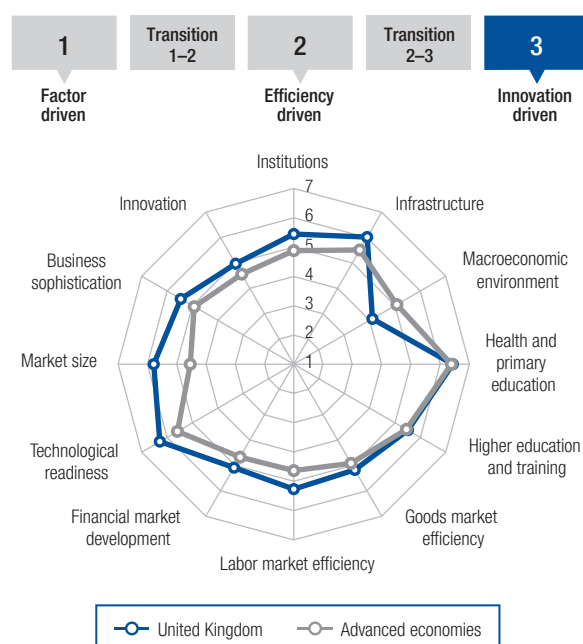 1
Transition
1–2
2
Transition
2–3
3
Factor
driven
Efficiency
driven
Innovation
driven
Institutions
7
6
5
4
3
2
1
Infrastructure
Macroeconomic
environment
Health and
primary
education
Higher education
and training
Goods market
efficiency
Labor market efficiency
Financial market
development
Technological
readiness
Market size
Business
sophistication
Innovation
United Kingdom
Advanced economies